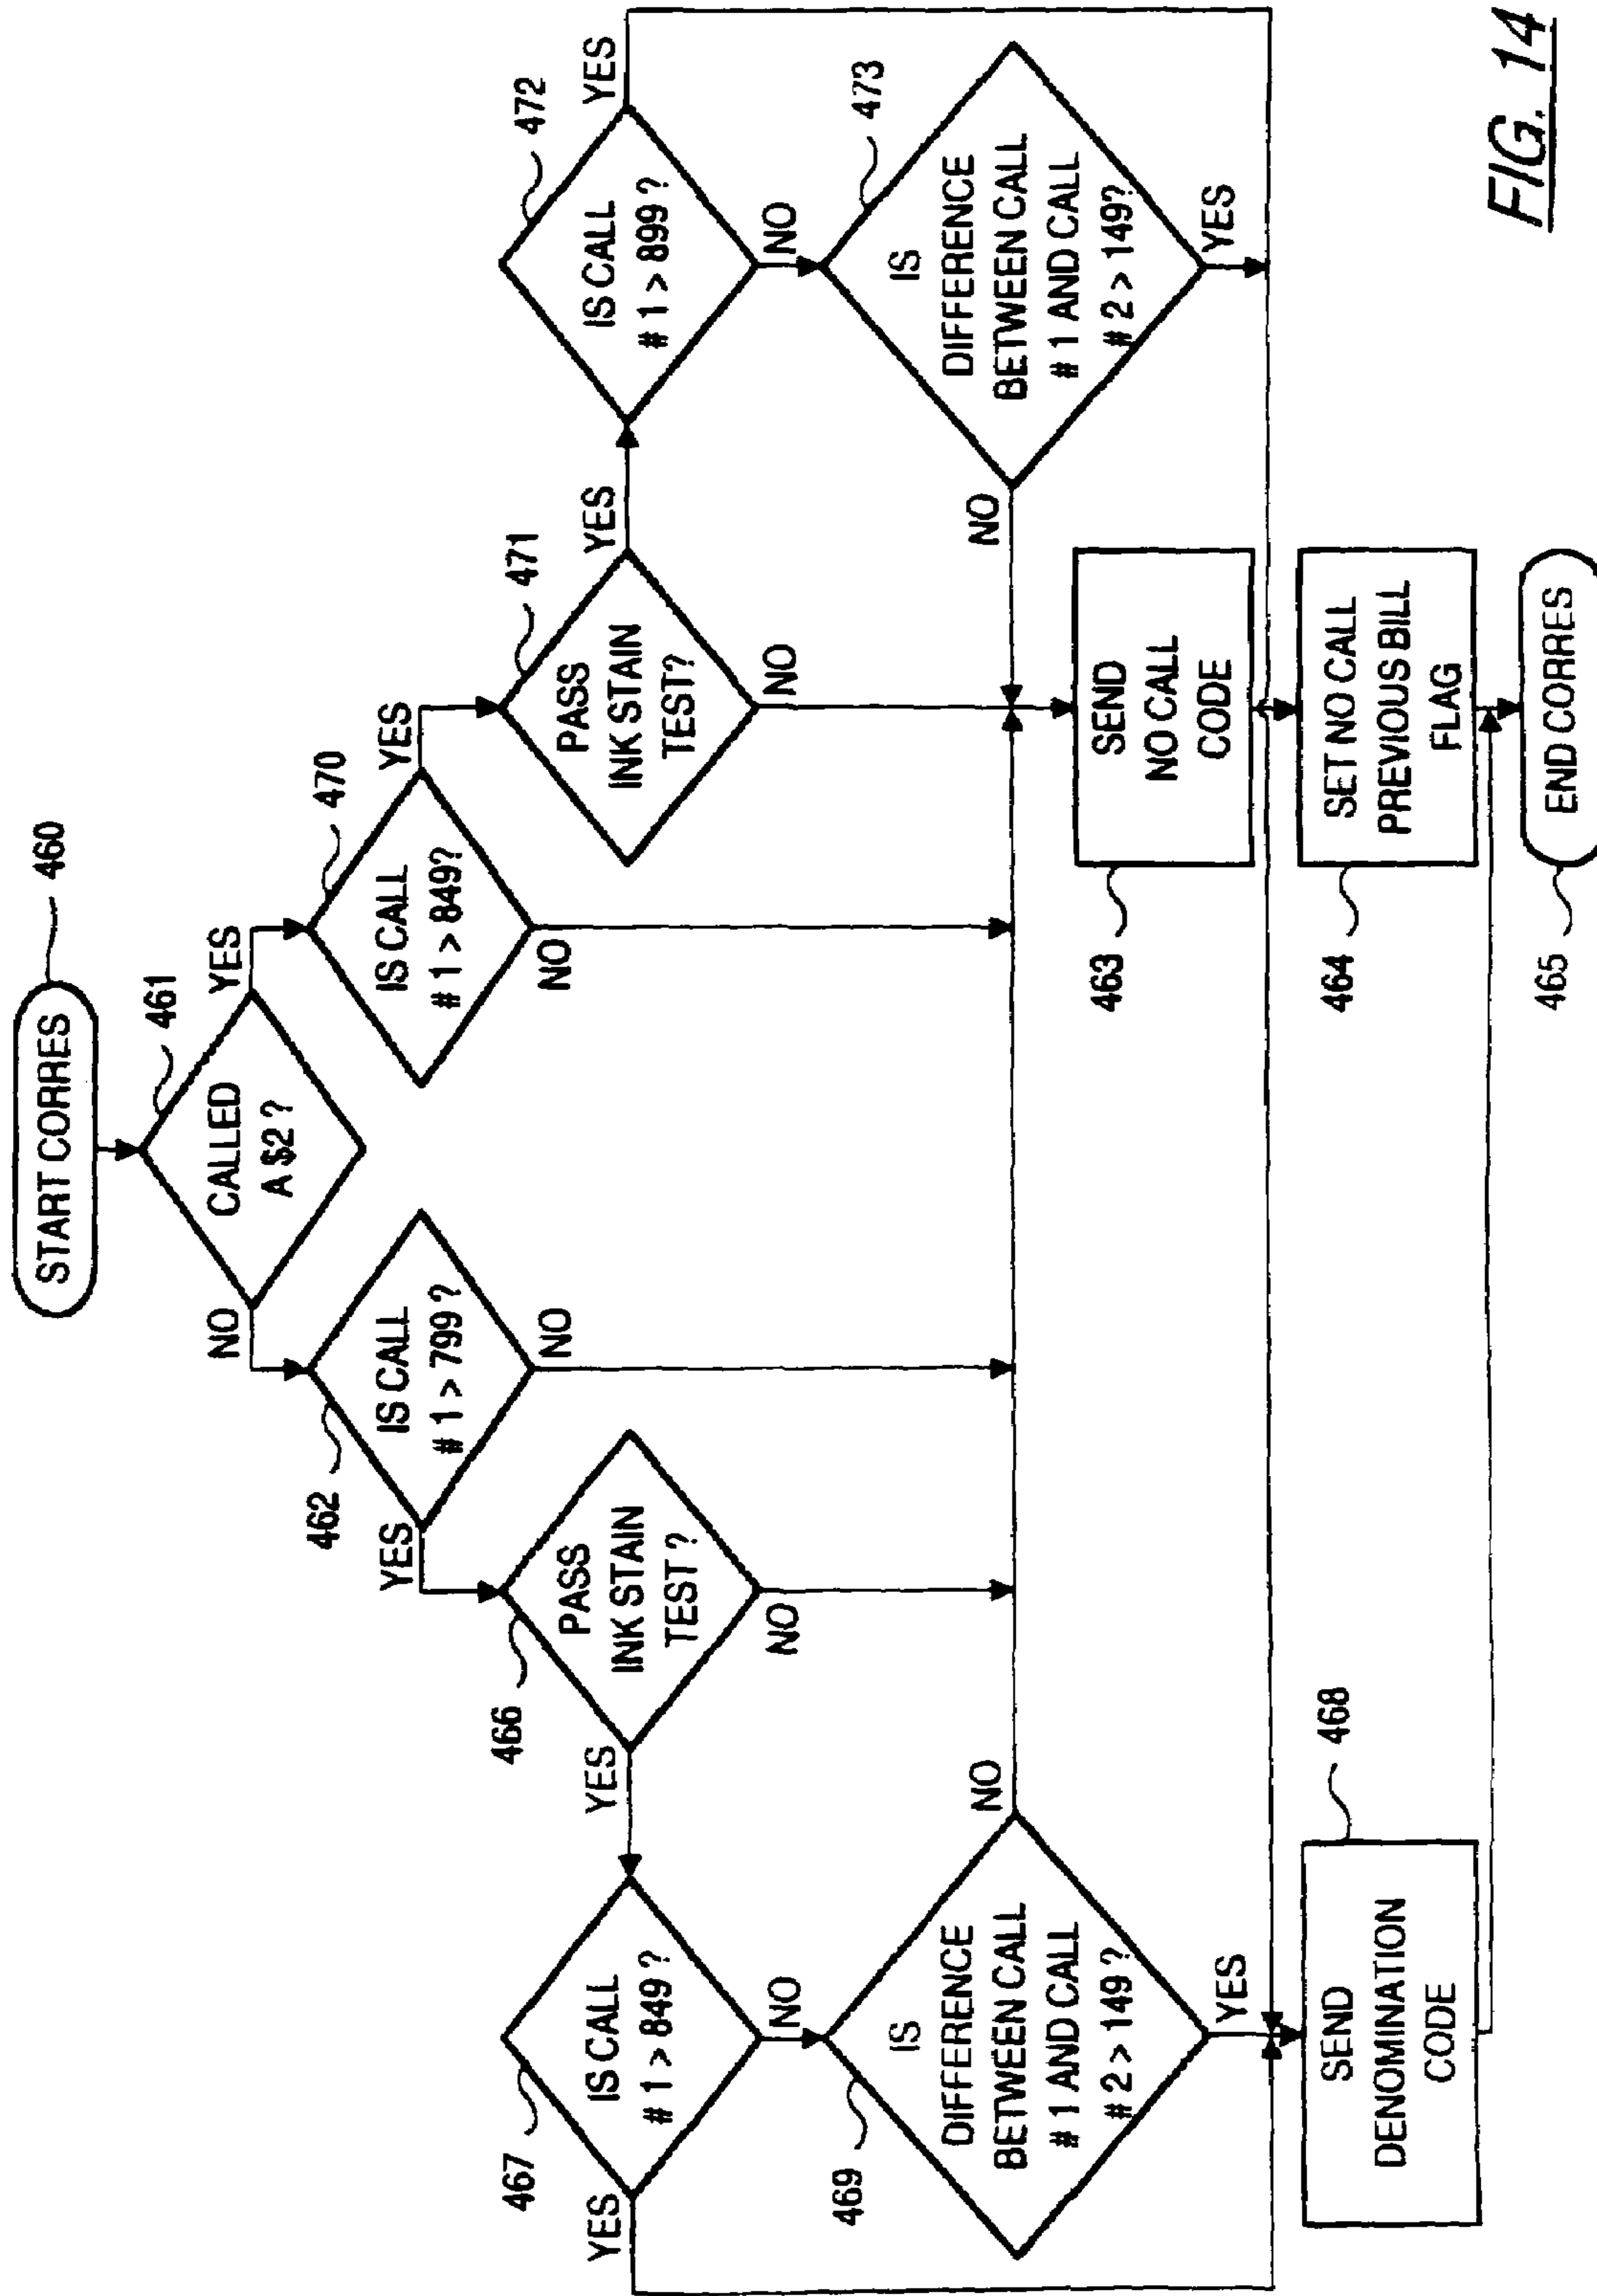 START CORRES
460
CALLED
A $2 ?
461
NO
YES
IS CALL
# 1 > 799 ?
462
YES
NO
IS CALL
# 1 > 849?
470
YES
NO
PASS
INK STAIN
TEST ?
466
YES
NO
PASS
INK STAIN
TEST?
471
YES
NO
IS CALL
# 1 > 849 ?
467
YES
NO
IS CALL
# 1 > 899 ?
472
YES
NO
IS
DIFFERENCE
BETWEEN CALL
# 1 AND CALL
# 2 > 149 ?
469
NO
YES
IS
DIFFERENCE
BETWEEN CALL
# 1 AND CALL
# 2 > 149?
473
NO
YES
SEND
NO CALL
CODE
463
SEND
DENOMINATION
CODE
468
SET NO CALL
PREVIOUS BILL
FLAG
464
END CORRES
465
FIG. 14